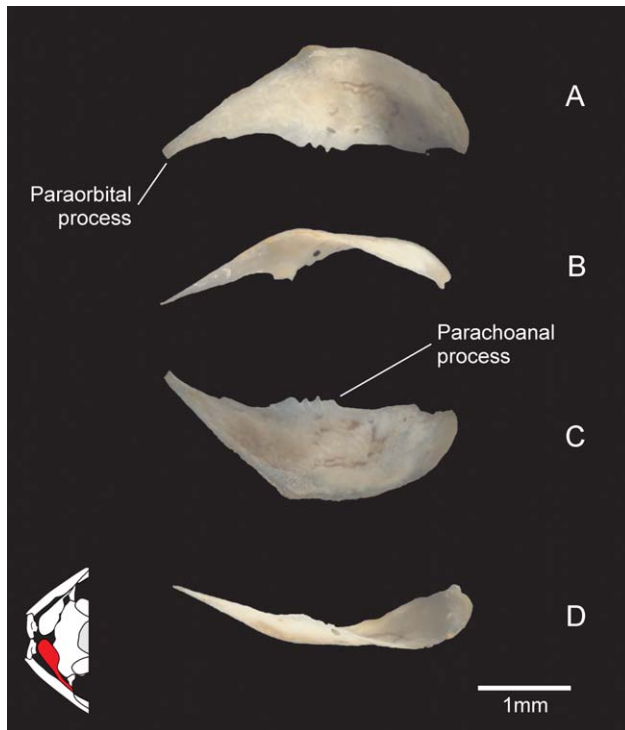 A
Paraorbital
process
B
Parachoanal
process
C
D
1mm